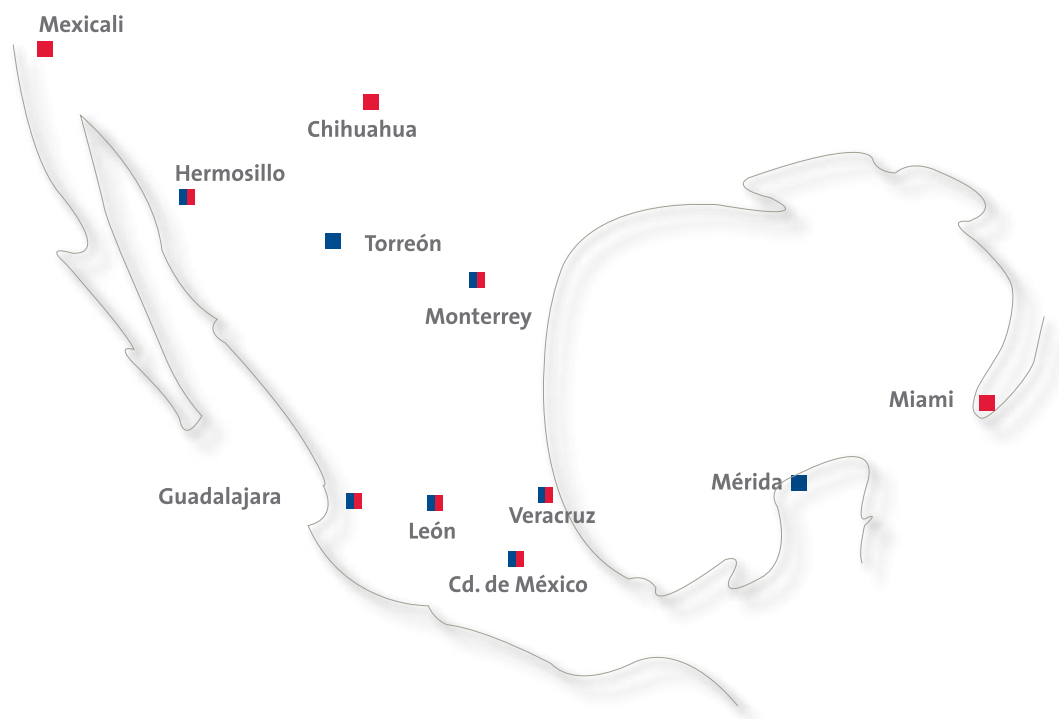 Mexicali
Chihuahua
Hermosillo
Torreón
Monterrey
Miami
Mérida
Guadalajara
Veracruz
León
Cd. de México